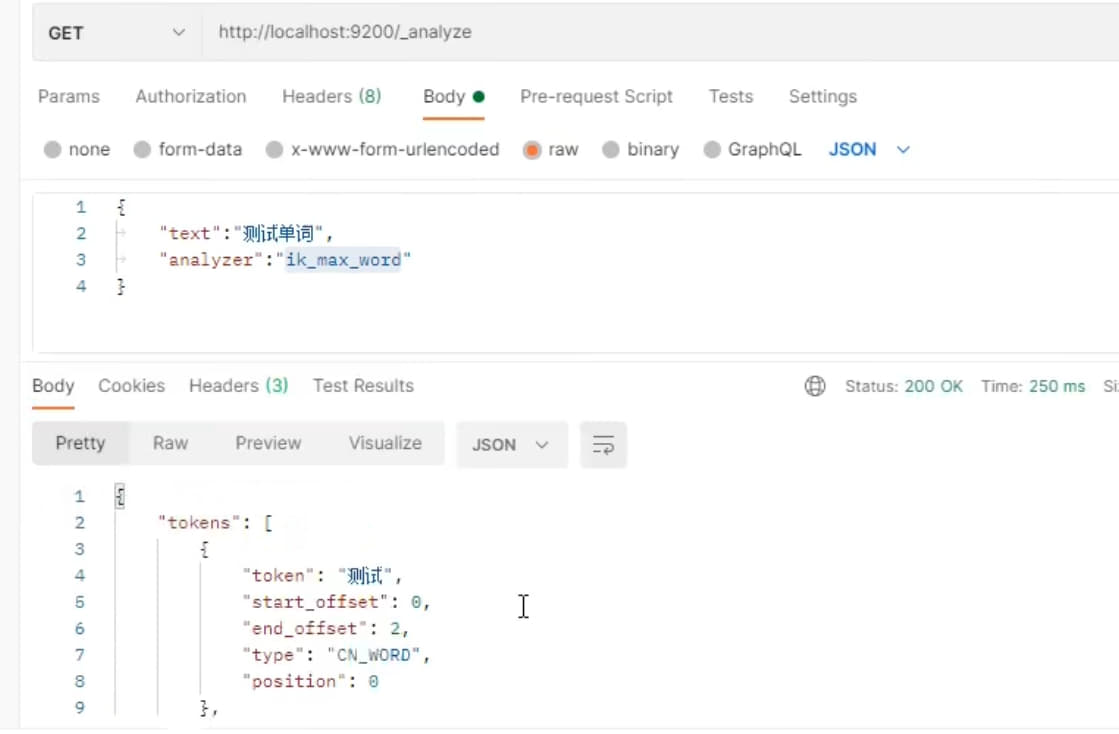 GET http://localhost:9200/_analyze
Params Authorization Headers (8) Body Pre-request Script Tests Settings
none form-data x-www-form-urlencoded raw binary GraphQL JSON
1 {
2 "text":"测试单词",
3 "analyzer":"ik_max_word"
4 }
Body Cookies Headers (3) Test Results Status: 200 OK Time: 250 ms
Pretty Raw Preview Visualize JSON
1 {
2 "tokens": [
3 {
4 "token": "测试",
5 "start_offset": 0,
6 "end_offset": 2,
7 "type": "CN_WORD",
8 "position": 0
9 },